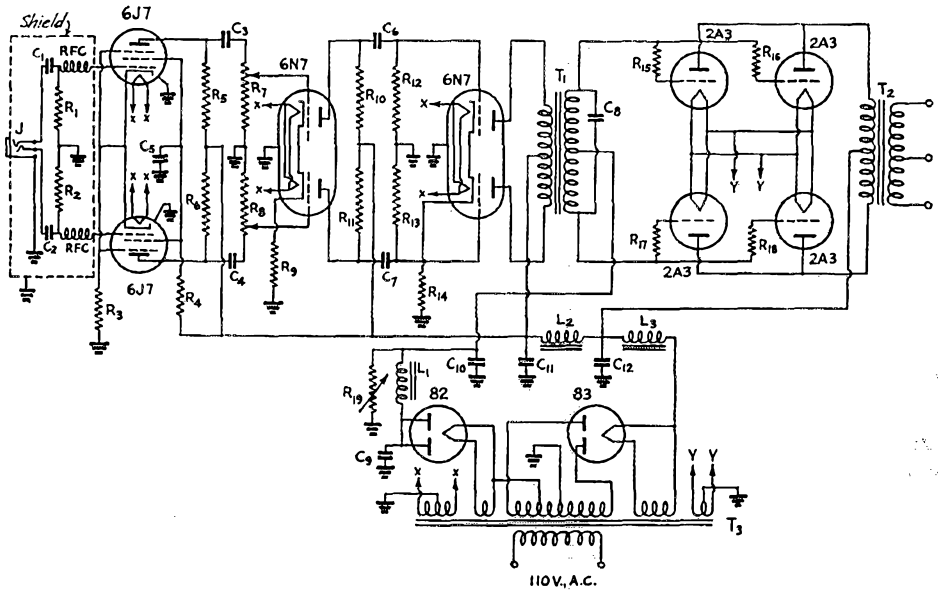 Shield
6J7
C1
RFC
R1
J
R2
C2
RFC
x
x
C5
x
x
6J7
R3
R4
C3
R5
R7
R6
R8
C4
6N7
x
x
R9
C6
R10
R12
R11
R13
C7
6N7
x
x
R14
T1
C8
2A3
2A3
R15
R16
Y
Y
R17
R18
2A3
2A3
T2
L2
L3
C10
C11
C12
R19
L1
82
83
C9
x
x
Y
Y
T3
110V., A.C.